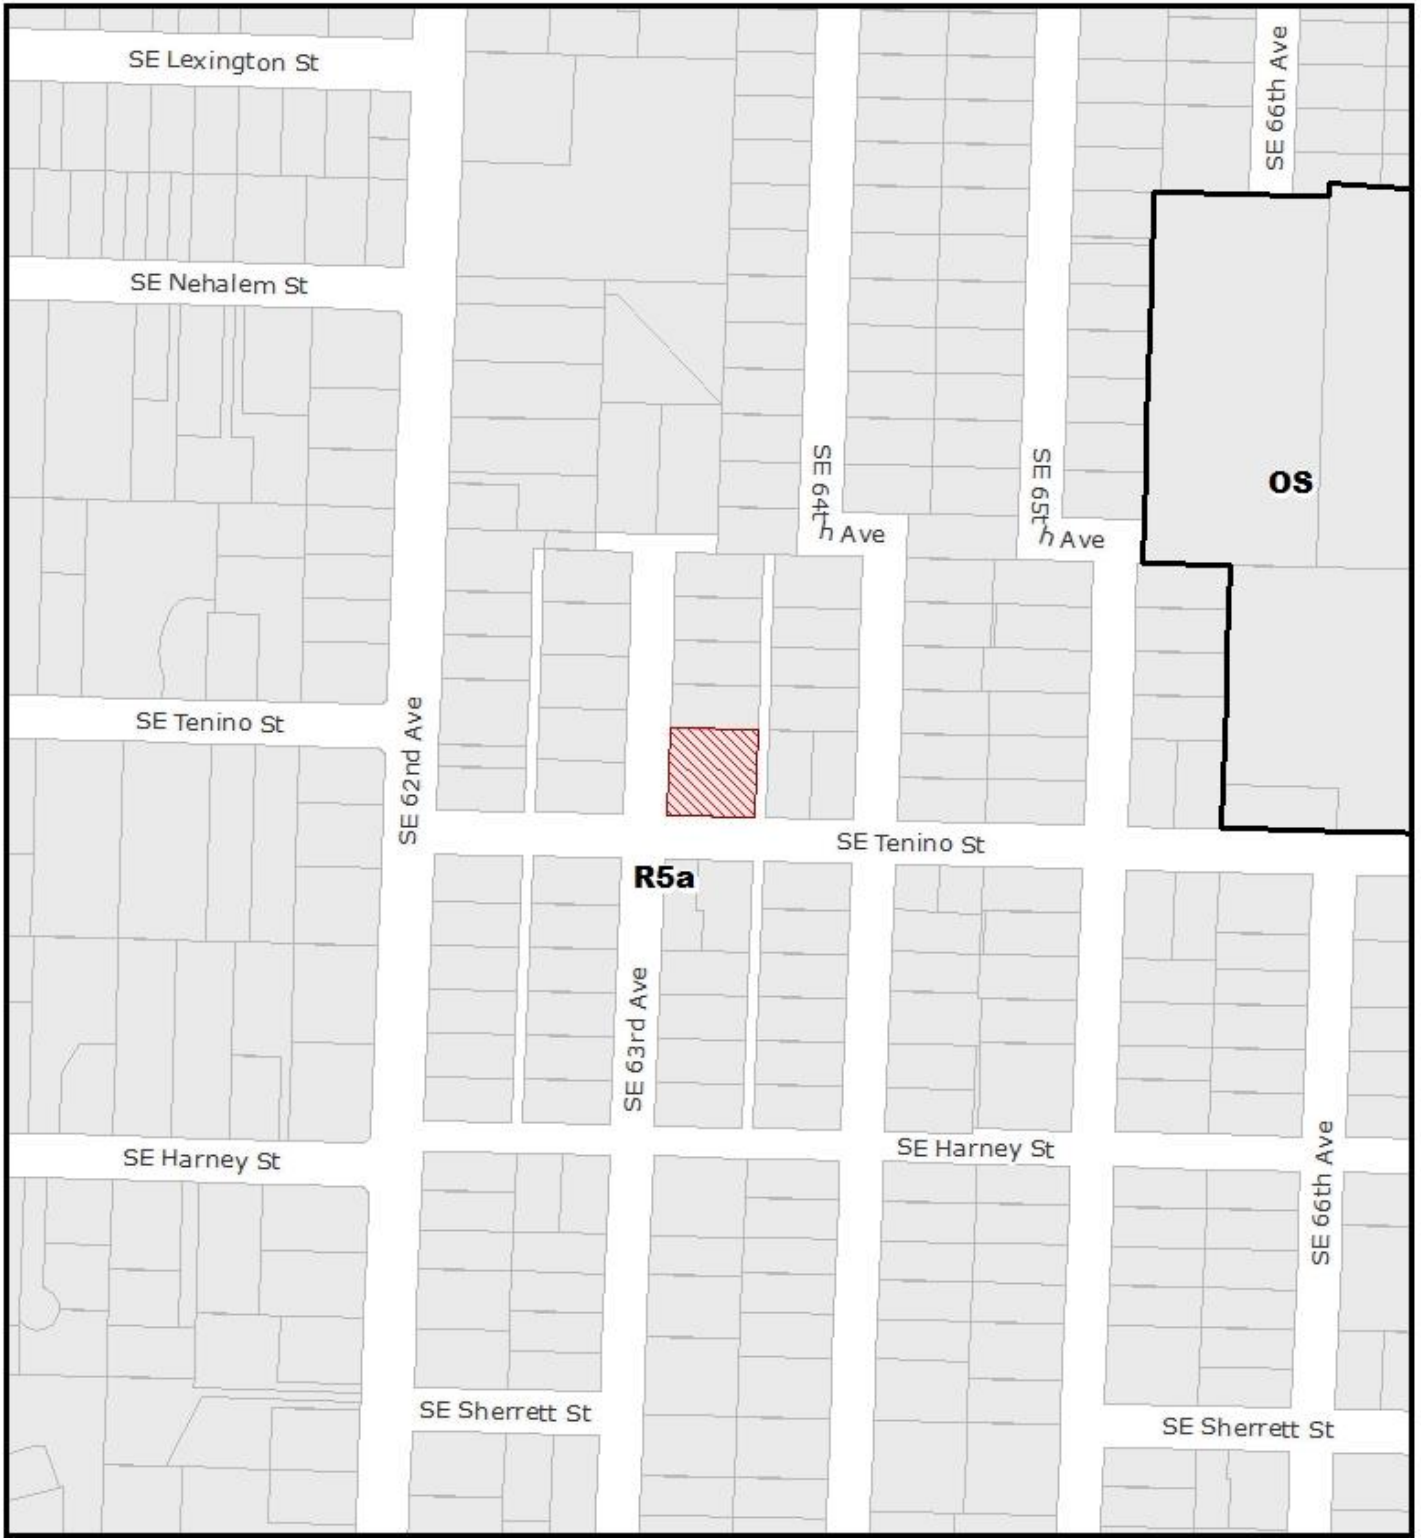 SE Lexington St
SE 66th Ave
SE Nehalem St
SE 64t
h Ave
SE 65t
h Ave
OS
SE Tenino St
SE 62nd Ave
SE Tenino St
R5a
SE 63rd Ave
SE Harney St
SE Harney St
SE 66th Ave
SE Sherrett St
SE Sherrett St